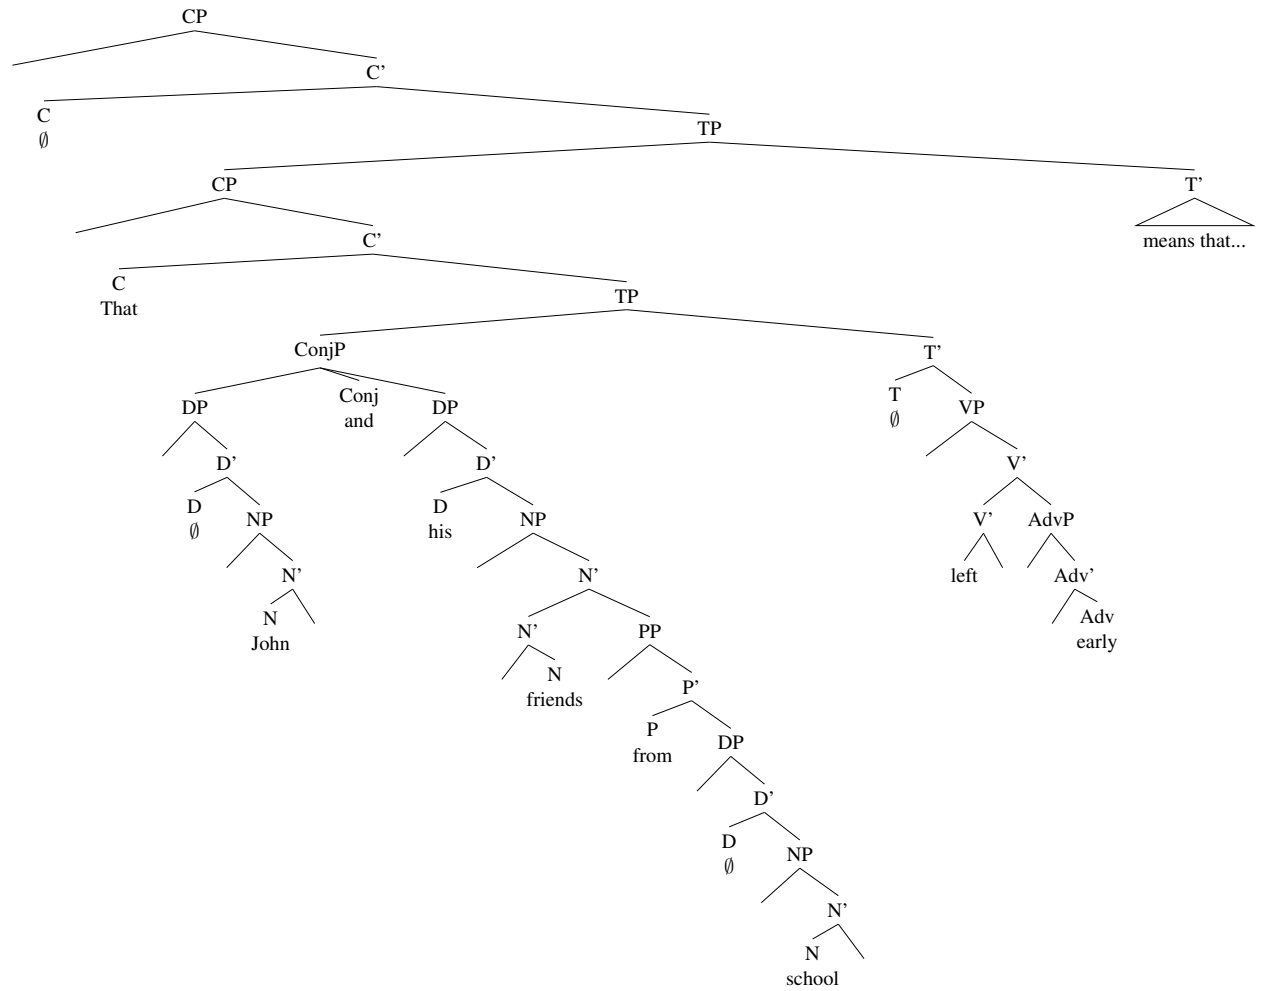 CP
C'
C
∅
TP
CP
T'
means that...
C'
C
That
TP
ConjP
T'
DP
Conj
and
DP
T
∅
VP
D'
D'
V'
D
∅
NP
D
his
NP
V'
AdvP
N'
N'
left
Adv'
N
John
N'
PP
Adv
early
N
friends
P'
P
from
DP
D'
D
∅
NP
N'
N
school